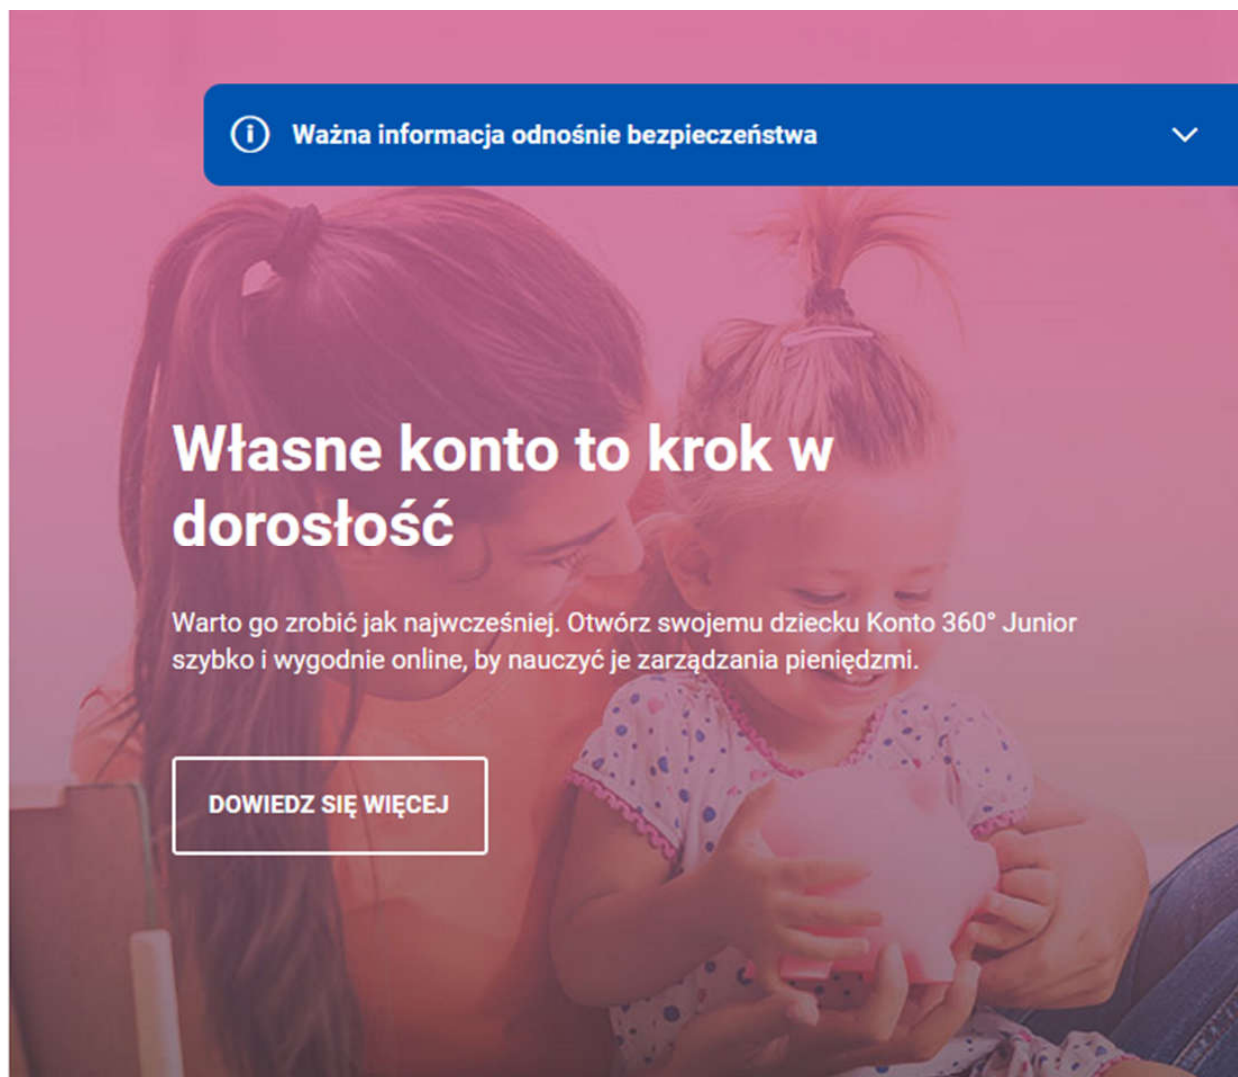 Ważna informacja odnośnie bezpieczeństwa
Własne konto to krok w
dorosłość
Warto go zrobić jak najwcześniej. Otwórz swojemu dziecku Konto 360° Junior
szybko i wygodnie online, by nauczyć je zarządzania pieniędzmi.
DOWIEDZ SIĘ WIĘCEJ